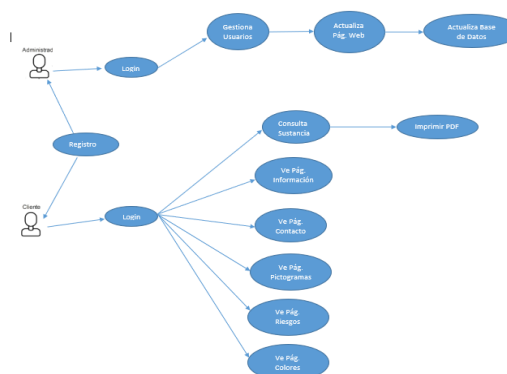 Administrad
Login
Gestiona
Usuarios
Actualiza
Pág. Web
Actualiza Base
de Datos
Registro
Cliente
Login
Consulta
Sustancia
Imprimir PDF
Ve Pág.
Información
Ve Pág.
Contacto
Ve Pág.
Pictogramas
Ve Pág.
Riesgos
Ve Pág.
Colores